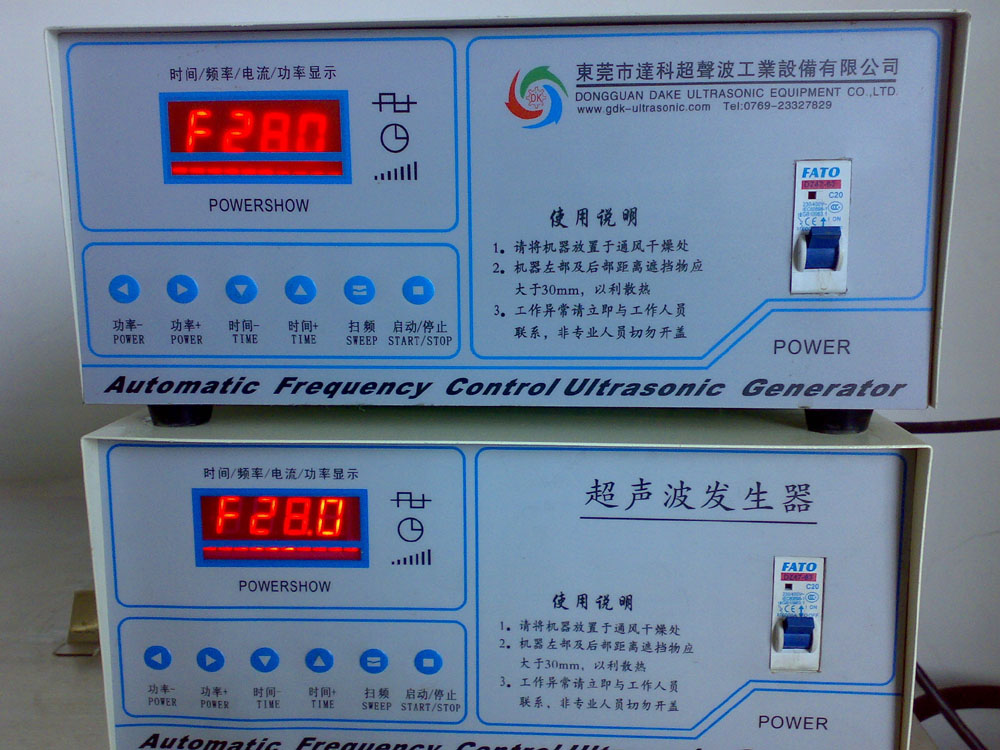 时间/频率/电流/功率显示
F28.0
POWERSHOW
功率- 功率+ 时间- 时间+ 扫频 启动/停止
POWER POWER TIME TIME SWEEP START/STOP
DK
東莞市達科超聲波工業設備有限公司
DONGGUAN DAKE ULTRASONIC EQUIPMENT CO.,LTD.
www.gdk-ultrasonic.com Tel:0769-23327829
使用说明
1。请将机器放置于通风干燥处
2。机器左部及后部距离遮挡物应
大于30mm，以利散热
3。工作异常请立即与工作人员
联系，非专业人员切勿开盖
FATO
DZ47-63
C20
ON
POWER
Automatic Frequency Control Ultrasonic Generator
时间/频率/电流/功率显示
F28.0
POWERSHOW
功率- 功率+ 时间- 时间+ 扫频 启动/停止
POWER POWER TIME TIME SWEEP START/STOP
超声波发生器
使用说明
1。请将机器放置于通风干燥处
2。机器左部及后部距离遮挡物应
大于30mm，以利散热
3。工作异常请立即与工作人员
联系，非专业人员切勿开盖
FATO
DZ47-63
C20
ON
POWER
Automatic Frequency Control Ultrasonic